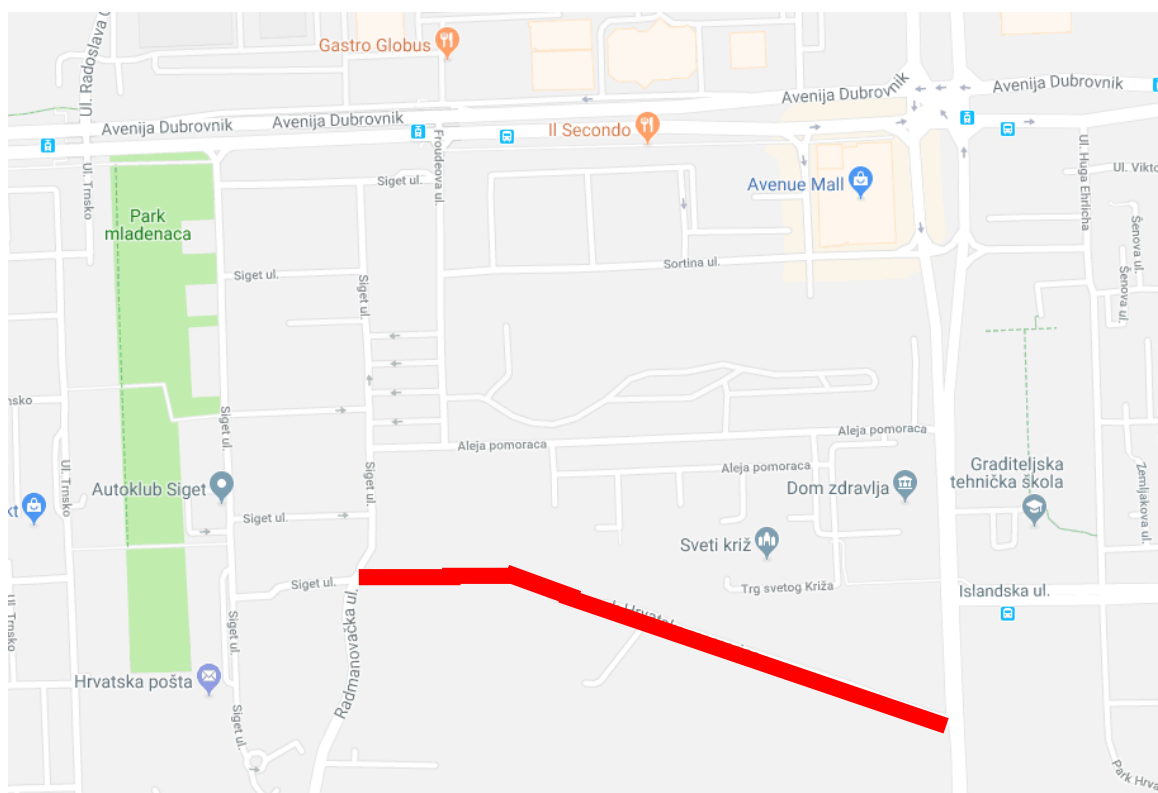 Ul. Radoslava
Gastro Globus
Avenija Dubrovnik
Avenija Dubrovnik
Avenija Dubrovnik
Avenija Dubrovnik
Il Secondo
Froudeova ul.
Ul. Trnsko
Siget ul.
Avenue Mall
Ul. Huga Ehrlicha
Ul. Vikto
Park
mladenaca
Šenova ul.
Šenova ul.
Siget ul.
Siget ul.
Sortina ul.
nsko
Siget ul.
Aleja pomoraca
Aleja pomoraca
Aleja pomoraca
Ul. Trnsko
Autoklub Siget
Siget ul.
Siget ul.
Dom zdravlja
Graditeljska
tehnička škola
Zemljakova ul.
kt
Sveti križ
Siget ul.
Trg svetog Križa
Islandska ul.
Ul. Trnsko
Siget ul.
Radmanovačka ul.
Hrvatska pošta
Siget ul.
Park Hrva